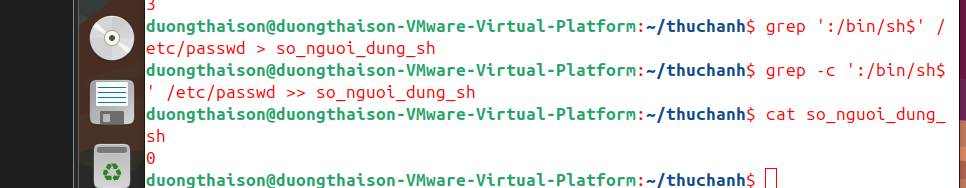 3
duongthaison@duongthaison-VMware-Virtual-Platform:~/thuchanh$ grep ':/bin/sh$' /
etc/passwd > so_nguoi_dung_sh
duongthaison@duongthaison-VMware-Virtual-Platform:~/thuchanh$ grep -c ':/bin/sh$
' /etc/passwd >> so_nguoi_dung_sh
duongthaison@duongthaison-VMware-Virtual-Platform:~/thuchanh$ cat so_nguoi_dung_
sh
0
duongthaison@duongthaison-VMware-Virtual-Platform:~/thuchanh$